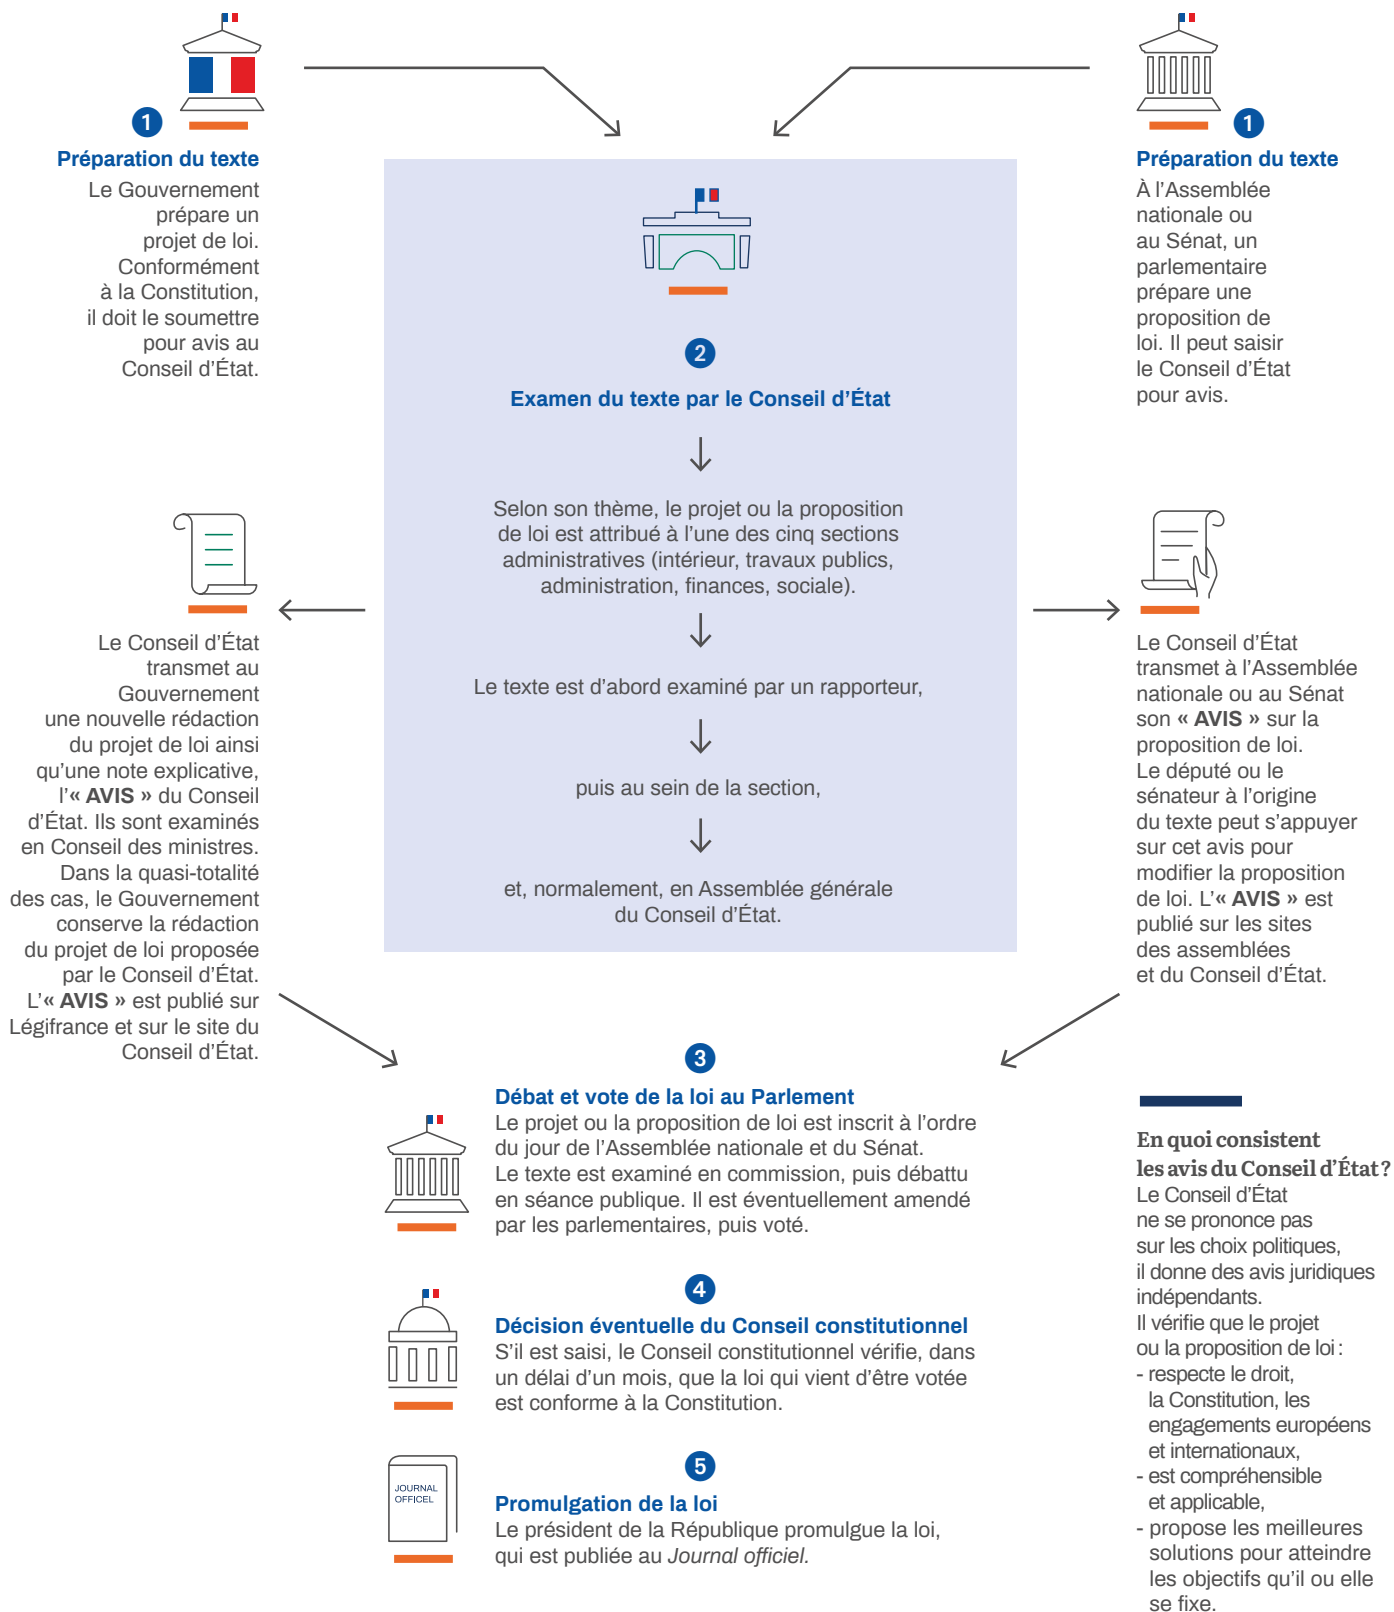 1
Préparation du texte
Le Gouvernement
prépare un
projet de loi.
Conformément
à la Constitution,
il doit le soumettre
pour avis au
Conseil d’État.
1
Préparation du texte
À l’Assemblée
nationale ou
au Sénat, un
parlementaire
prépare une
proposition de
loi. Il peut saisir
le Conseil d’État
pour avis.
2
Examen du texte par le Conseil d’État
Selon son thème, le projet ou la proposition
de loi est attribué à l’une des cinq sections
administratives (intérieur, travaux publics,
administration, finances, sociale).
Le texte est d’abord examiné par un rapporteur,
puis au sein de la section,
et, normalement, en Assemblée générale
du Conseil d’État.
Le Conseil d’État
transmet au
Gouvernement
une nouvelle rédaction
du projet de loi ainsi
qu’une note explicative,
l’« AVIS » du Conseil
d’État. Ils sont examinés
en Conseil des ministres.
Dans la quasi-totalité
des cas, le Gouvernement
conserve la rédaction
du projet de loi proposée
par le Conseil d’État.
L’« AVIS » est publié sur
Légifrance et sur le site du
Conseil d’État.
Le Conseil d’État
transmet à l’Assemblée
nationale ou au Sénat
son « AVIS » sur la
proposition de loi.
Le député ou le
sénateur à l’origine
du texte peut s’appuyer
sur cet avis pour
modifier la proposition
de loi. L’« AVIS » est
publié sur les sites
des assemblées
et du Conseil d’État.
3
Débat et vote de la loi au Parlement
Le projet ou la proposition de loi est inscrit à l’ordre
du jour de l’Assemblée nationale et du Sénat.
Le texte est examiné en commission, puis débattu
en séance publique. Il est éventuellement amendé
par les parlementaires, puis voté.
4
Décision éventuelle du Conseil constitutionnel
S’il est saisi, le Conseil constitutionnel vérifie, dans
un délai d’un mois, que la loi qui vient d’être votée
est conforme à la Constitution.
JOURNAL
OFFICEL
5
Promulgation de la loi
Le président de la République promulgue la loi,
qui est publiée au Journal officiel.
En quoi consistent
les avis du Conseil d’État ?
Le Conseil d’État
ne se prononce pas
sur les choix politiques,
il donne des avis juridiques
indépendants.
Il vérifie que le projet
ou la proposition de loi :
- respecte le droit,
la Constitution, les
engagements européens
et internationaux,
- est compréhensible
et applicable,
- propose les meilleures
solutions pour atteindre
les objectifs qu’il ou elle
se fixe.